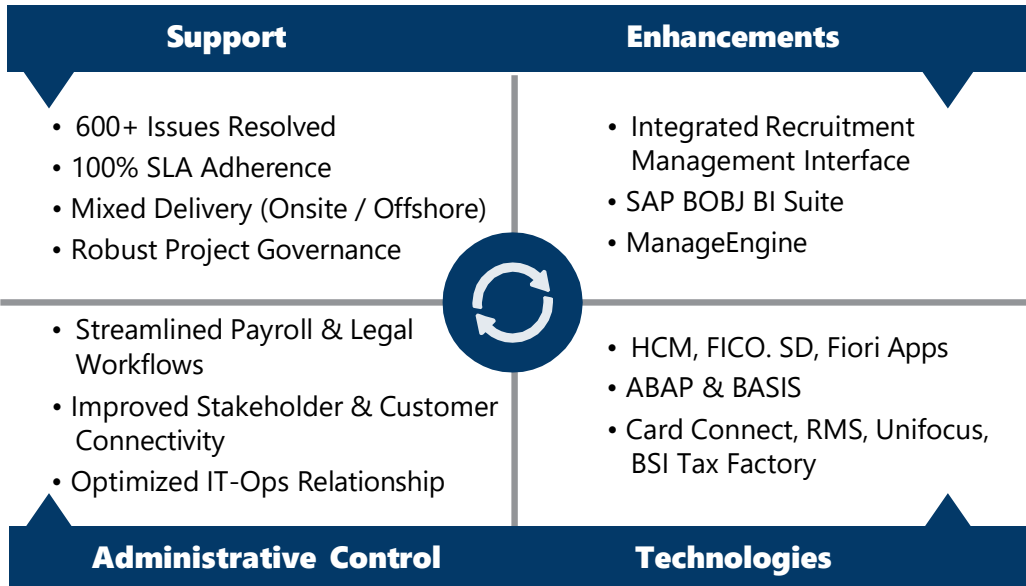 Support
• 600+ Issues Resolved
• 100% SLA Adherence
• Mixed Delivery (Onsite / Offshore)
• Robust Project Governance
Enhancements
• Integrated Recruitment
Management Interface
• SAP BOBJ BI Suite
• ManageEngine
• Streamlined Payroll & Legal
Workflows
• Improved Stakeholder & Customer
Connectivity
• Optimized IT-Ops Relationship
Administrative Control
• HCM, FICO. SD, Fiori Apps
• ABAP & BASIS
• Card Connect, RMS, Unifocus,
BSI Tax Factory
Technologies